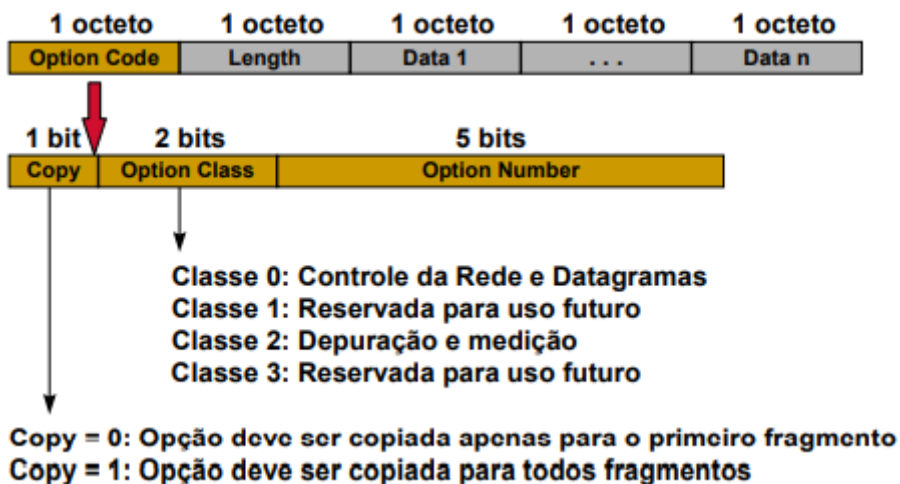 1 octeto 1 octeto 1 octeto 1 octeto 1 octeto
Option Code Length Data 1 . . . Data n
1 bit 2 bits 5 bits
Copy Option Class Option Number
Classe 0: Controle da Rede e Datagramas
Classe 1: Reservada para uso futuro
Classe 2: Depuração e medição
Classe 3: Reservada para uso futuro
Copy = 0: Opção deve ser copiada apenas para o primeiro fragmento
Copy = 1: Opção deve ser copiada para todos fragmentos